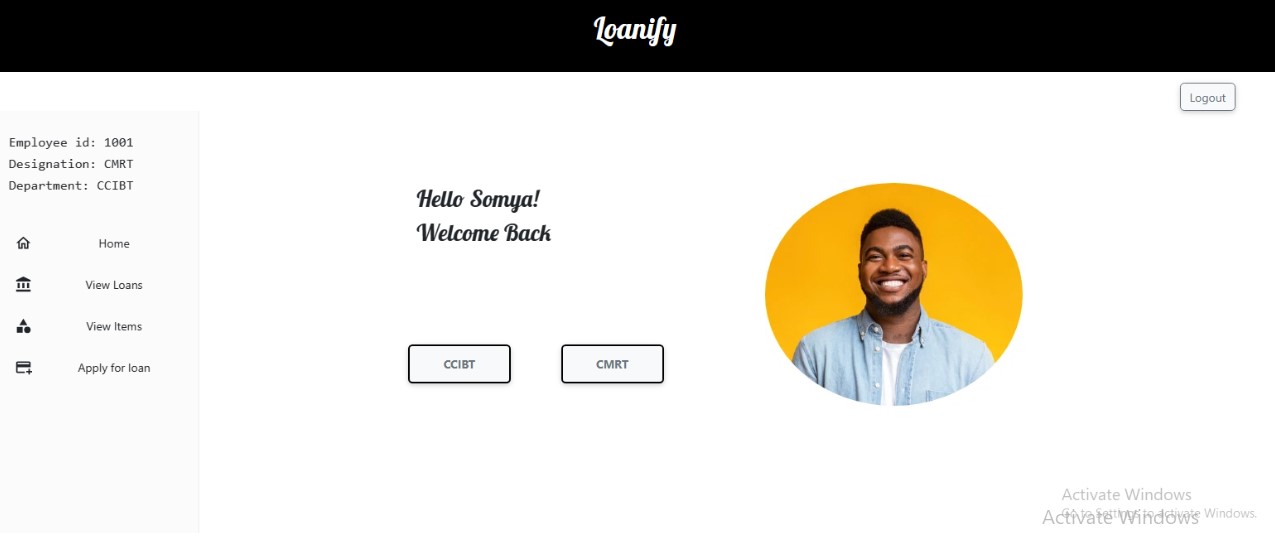 Loanify
Logout
Employee id: 1001
Designation: CMRT
Department: CCIBT
Home
View Loans
View Items
Apply for loan
Hello Somya!
Welcome Back
CCIBT
CMRT
Activate Windows
Go to Settings to activate Windows.
Activate Windows